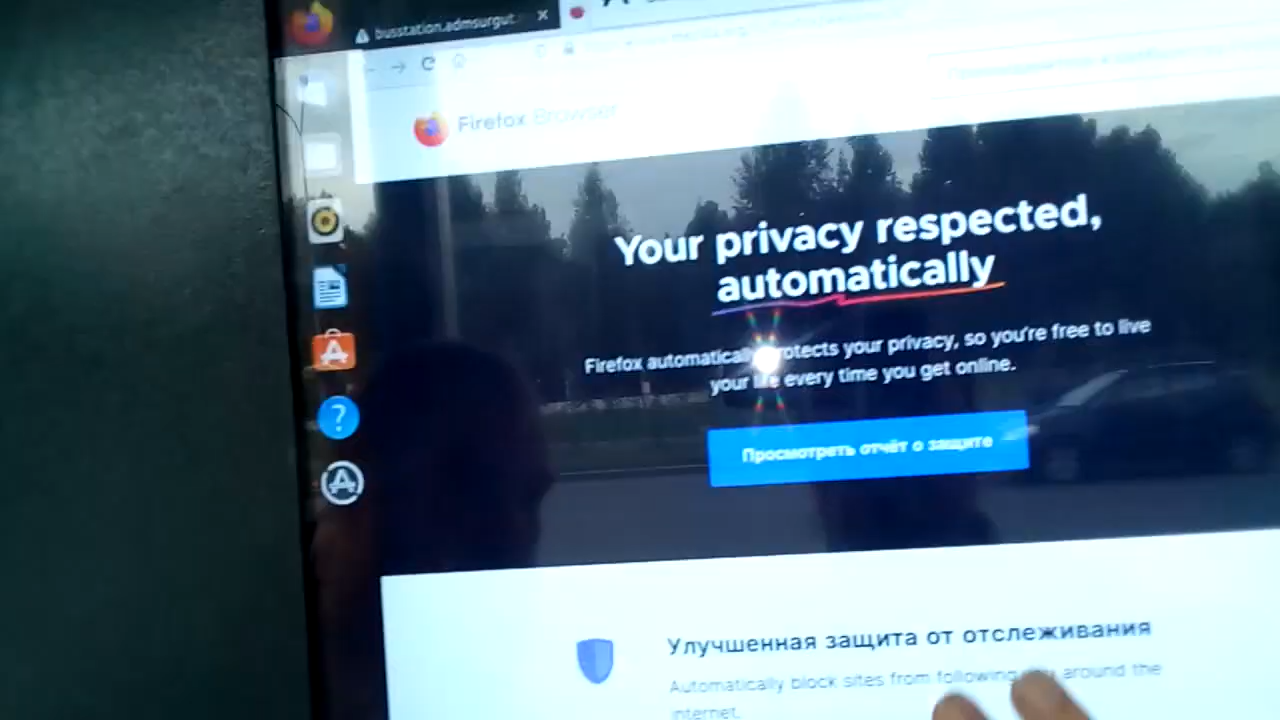 busstation.admsurgut.
Firefox Browser
Your privacy respected,
automatically
Firefox automatically protects your privacy, so you're free to live
your life every time you get online.
Просмотреть отчёт о защите
Улучшенная защита от отслеживания
Automatically block sites from following you around the
internet.